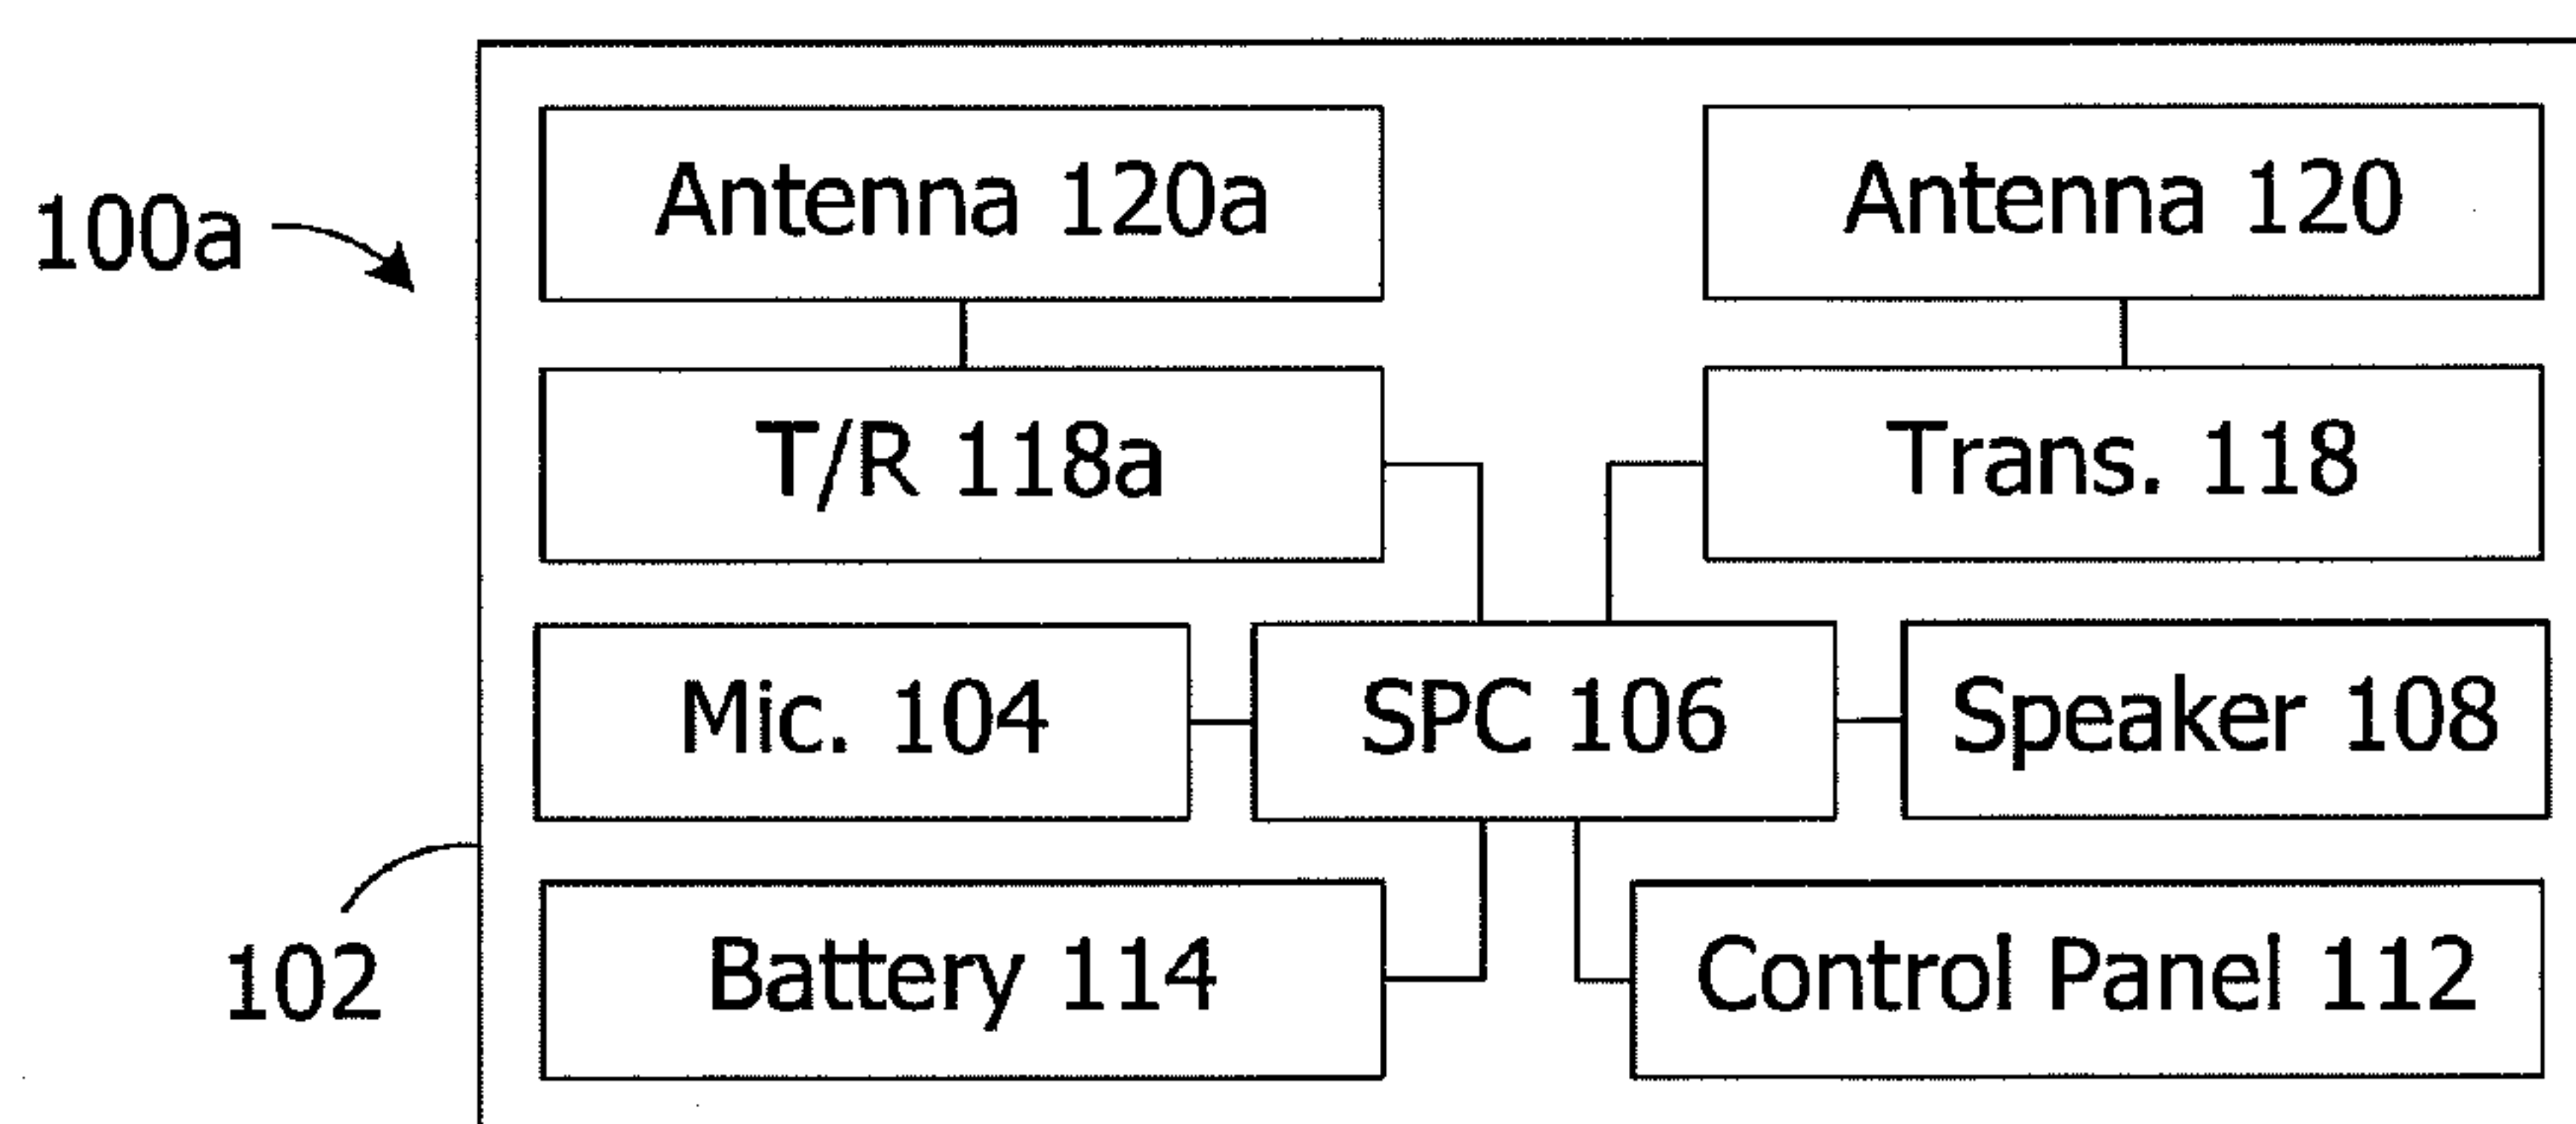 Antenna 120a
Antenna 120
100a
T/R 118a
Trans. 118
Mic. 104
SPC 106
Speaker 108
102
Battery 114
Control Panel 112